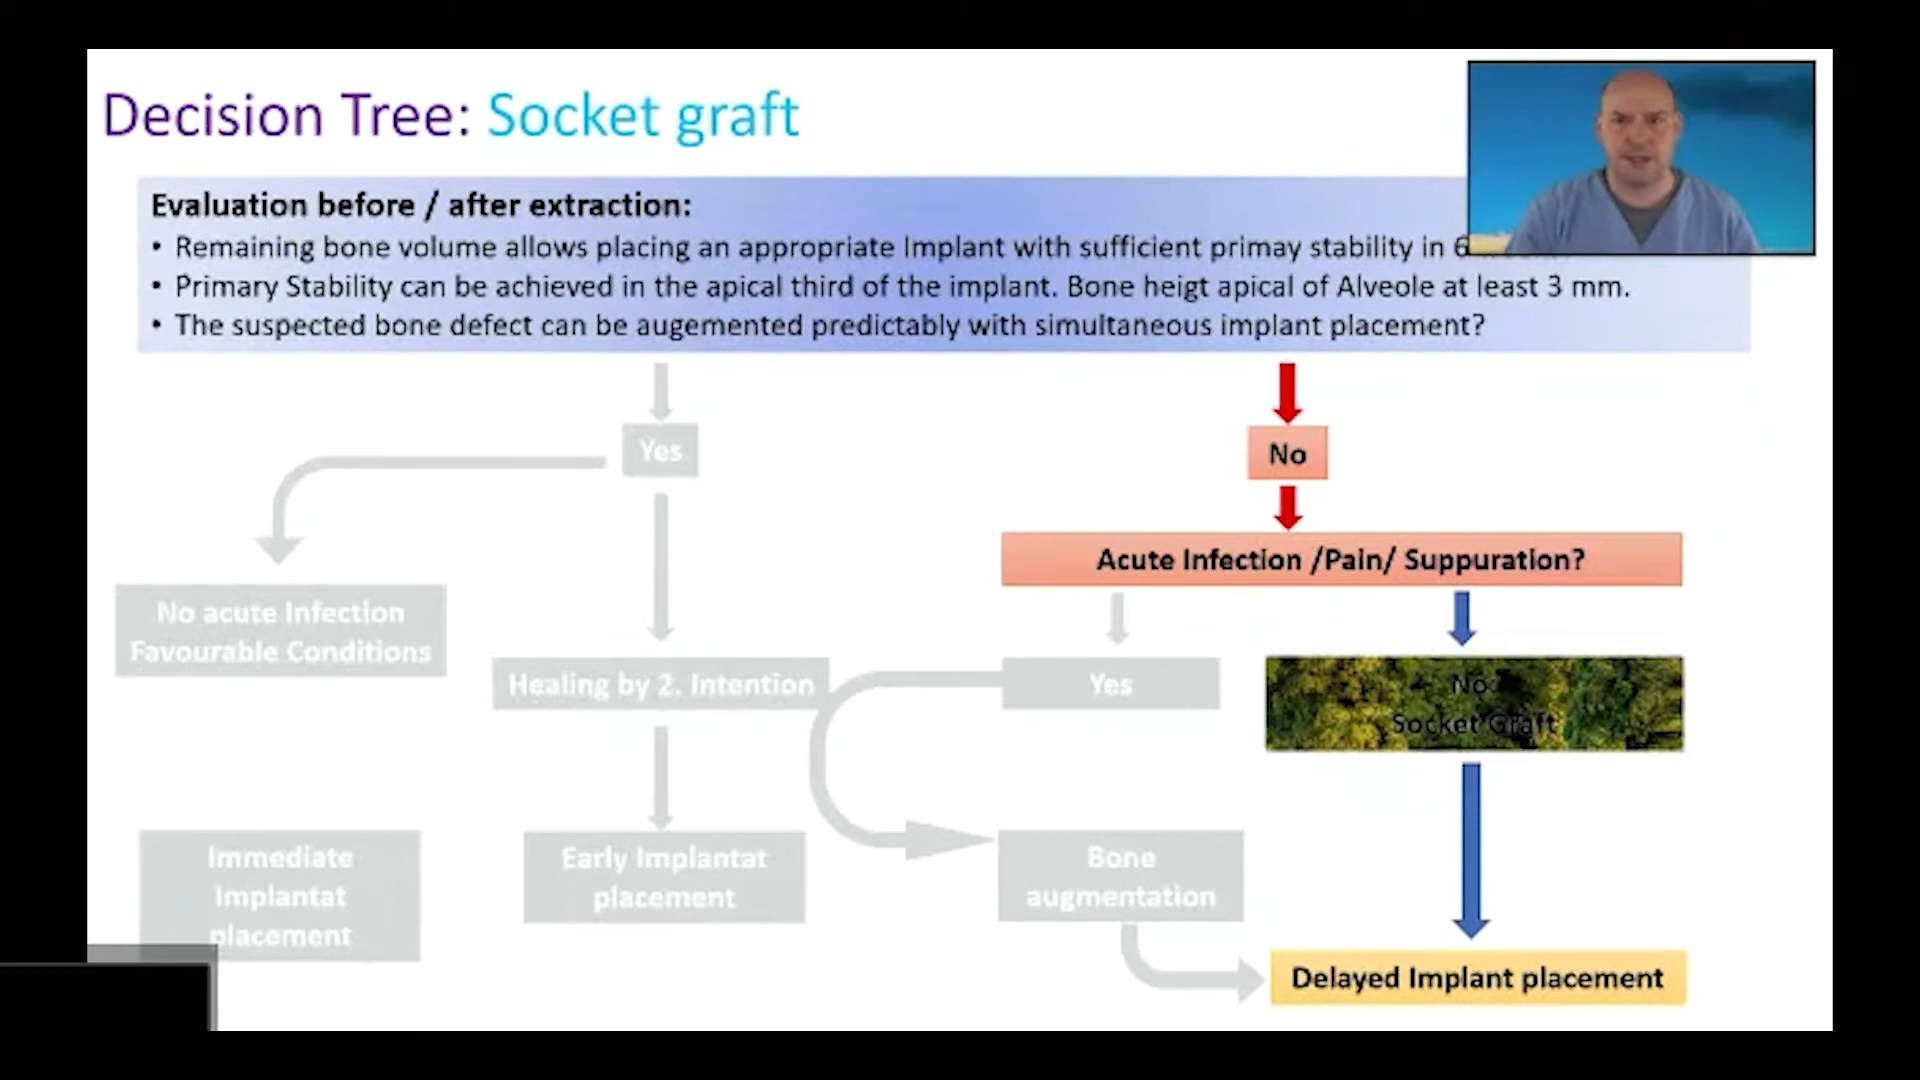 Decision Tree: Socket graft
Evaluation before / after extraction:
• Remaining bone volume allows placing an appropriate Implant with sufficient primay stability in 6
• Primary Stability can be achieved in the apical third of the implant. Bone heigt apical of Alveole at least 3 mm.
• The suspected bone defect can be augemented predictably with simultaneous implant placement?
Yes
No
Acute Infection /Pain/ Suppuration?
No acute Infection
Favourable Conditions
Healing by 2. Intention
Yes
No:
Socket Graft
Immediate
Implantat
placement
Early Implantat
placement
Bone
augmentation
Delayed Implant placement